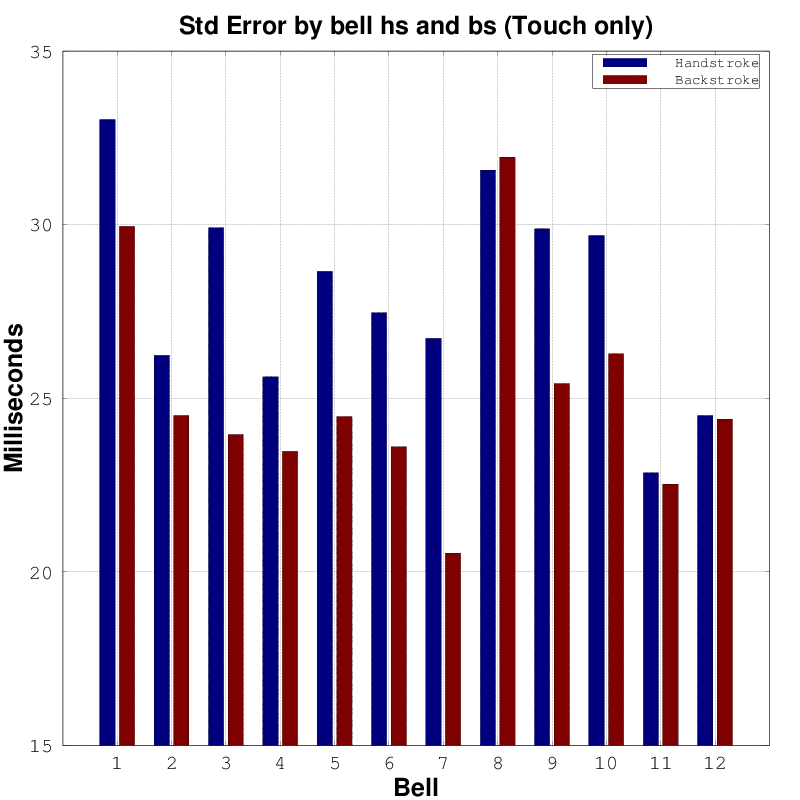 Std Error by bell hs and bs (Touch only)
35
Handstroke
Backstroke
30
25
20
15
Milliseconds
1 2 3 4 5 6 7 8 9 10 11 12
Bell